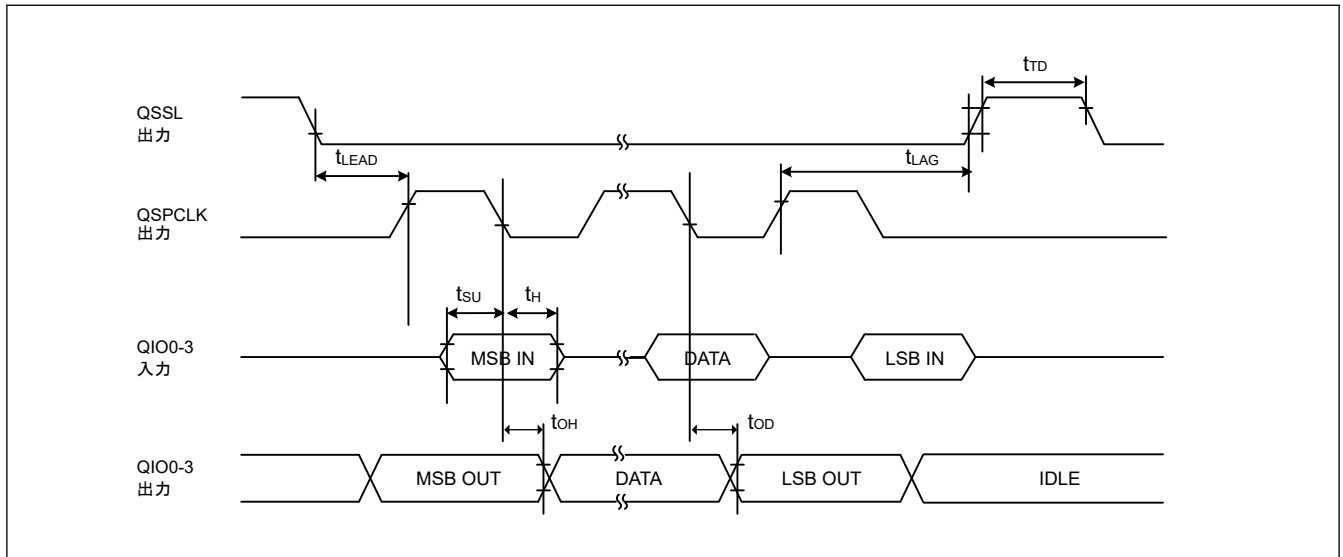 tTD
QSSL
出力
tLEAD
tLAG
QSPCLK
出力
tSU
tH
QIO0-3
入力
MSB IN
DATA
LSB IN
tOH
tOD
QIO0-3
出力
MSB OUT
DATA
LSB OUT
IDLE